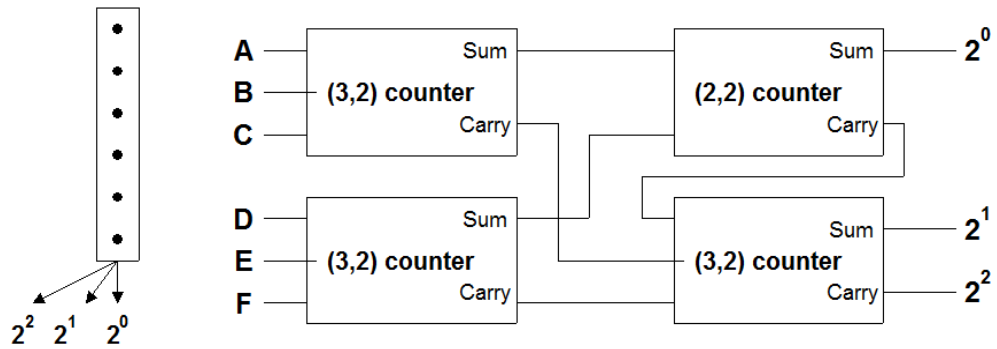 2² 2¹ 2⁰
A
B
C
Sum
(3,2) counter
Carry
Sum
(2,2) counter
Carry
2⁰
D
E
F
Sum
(3,2) counter
Carry
Sum
(3,2) counter
Carry
2¹
2²